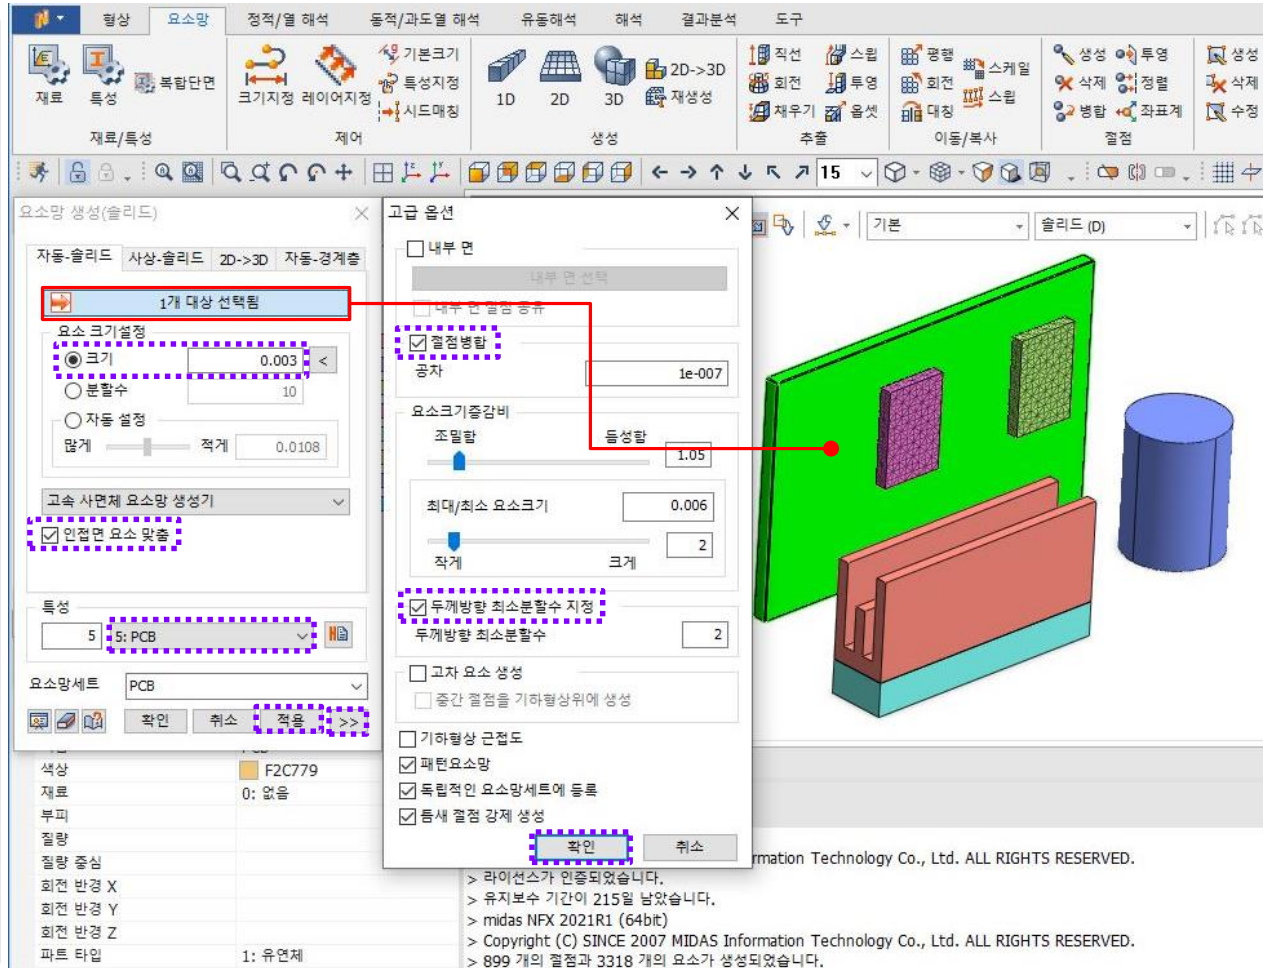 형상 요소망 정적/열 해석 동적/과도열 해석 유동해석 해석 결과분석 도구
재료 특성 복합단면
재료/특성
크기지정 레이어지정 기본크기
특성지정
시드매칭
제어
1D 2D 3D 2D->3D
재생성
생성
직선 스윕
회전 투영
채우기 옵셋
추출
평행 스케일
회전 스윕
대칭
이동/복사
생성 투영
삭제 정렬
병합 좌표계
절점
생성
삭제
수정
15
기본 솔리드 (D)
요소망 생성(솔리드)
자동-솔리드 사상-솔리드 2D->3D 자동-경계층
1개 대상 선택됨
요소 크기설정
크기 0.003 <
분할수 10
자동 설정
많게 적게 0.0108
고속 사면체 요소망 생성기
인접면 요소 맞춤
특성
5 5: PCB
요소망세트 PCB
확인 취소 적용 >>
고급 옵션
내부 면
내부 면 선택
내부 면 절점 공유
절점병합
공차 1e-007
요소크기증감비
조밀함 듬성함
1.05
최대/최소 요소크기 0.006
2
작게 크게
두께방향 최소분할수 지정
두께방향 최소분할수 2
고차 요소 생성
중간 절점을 기하형상위에 생성
기하형상 근접도
패턴요소망
독립적인 요소망세트에 등록
틈새 절점 강제 생성
확인 취소
색상 F2C779
재료 0: 없음
부피
질량
질량 중심
회전 반경 X
회전 반경 Y
회전 반경 Z
파트 타입 1: 유연체
rmation Technology Co., Ltd. ALL RIGHTS RESERVED.
> 라이선스가 인증되었습니다.
> 유지보수 기간이 215일 남았습니다.
> midas NFX 2021R1 (64bit)
> Copyright (C) SINCE 2007 MIDAS Information Technology Co., Ltd. ALL RIGHTS RESERVED.
> 899 개의 절점과 3318 개의 요소가 생성되었습니다.